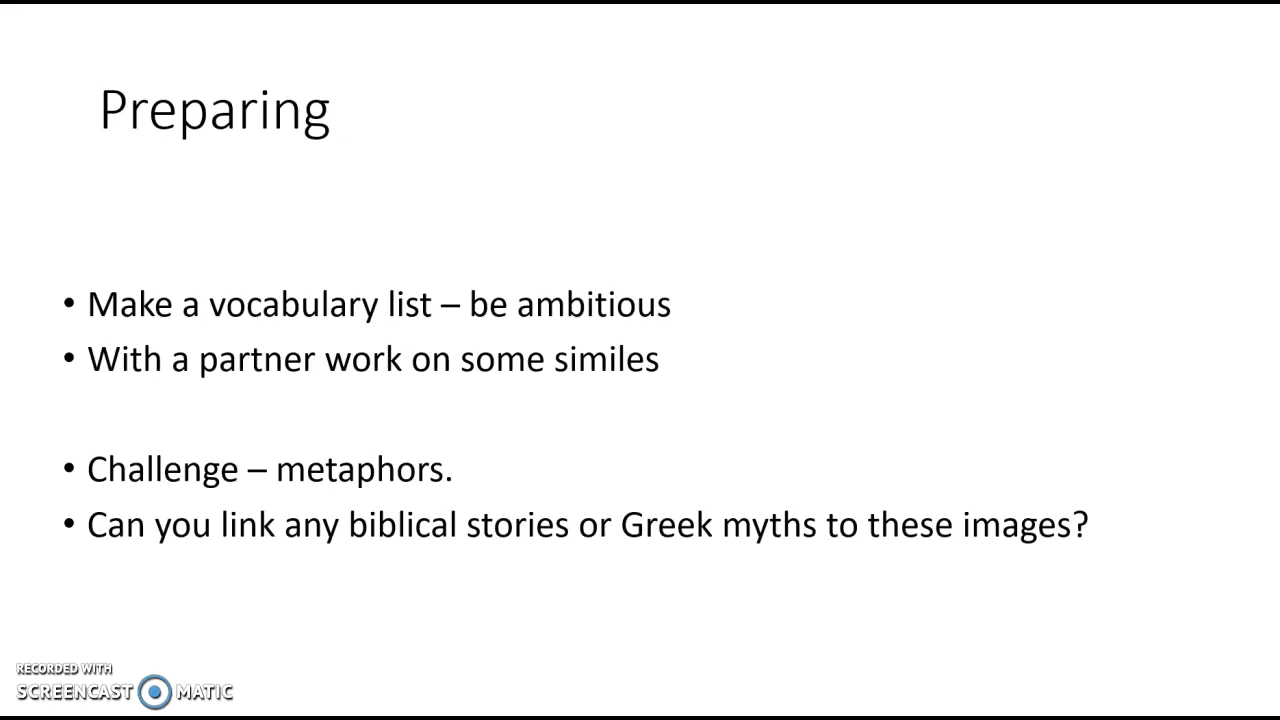 Preparing
• Make a vocabulary list – be ambitious
• With a partner work on some similes
• Challenge – metaphors.
• Can you link any biblical stories or Greek myths to these images?
RECORDED WITH
SCREENCAST MATIC